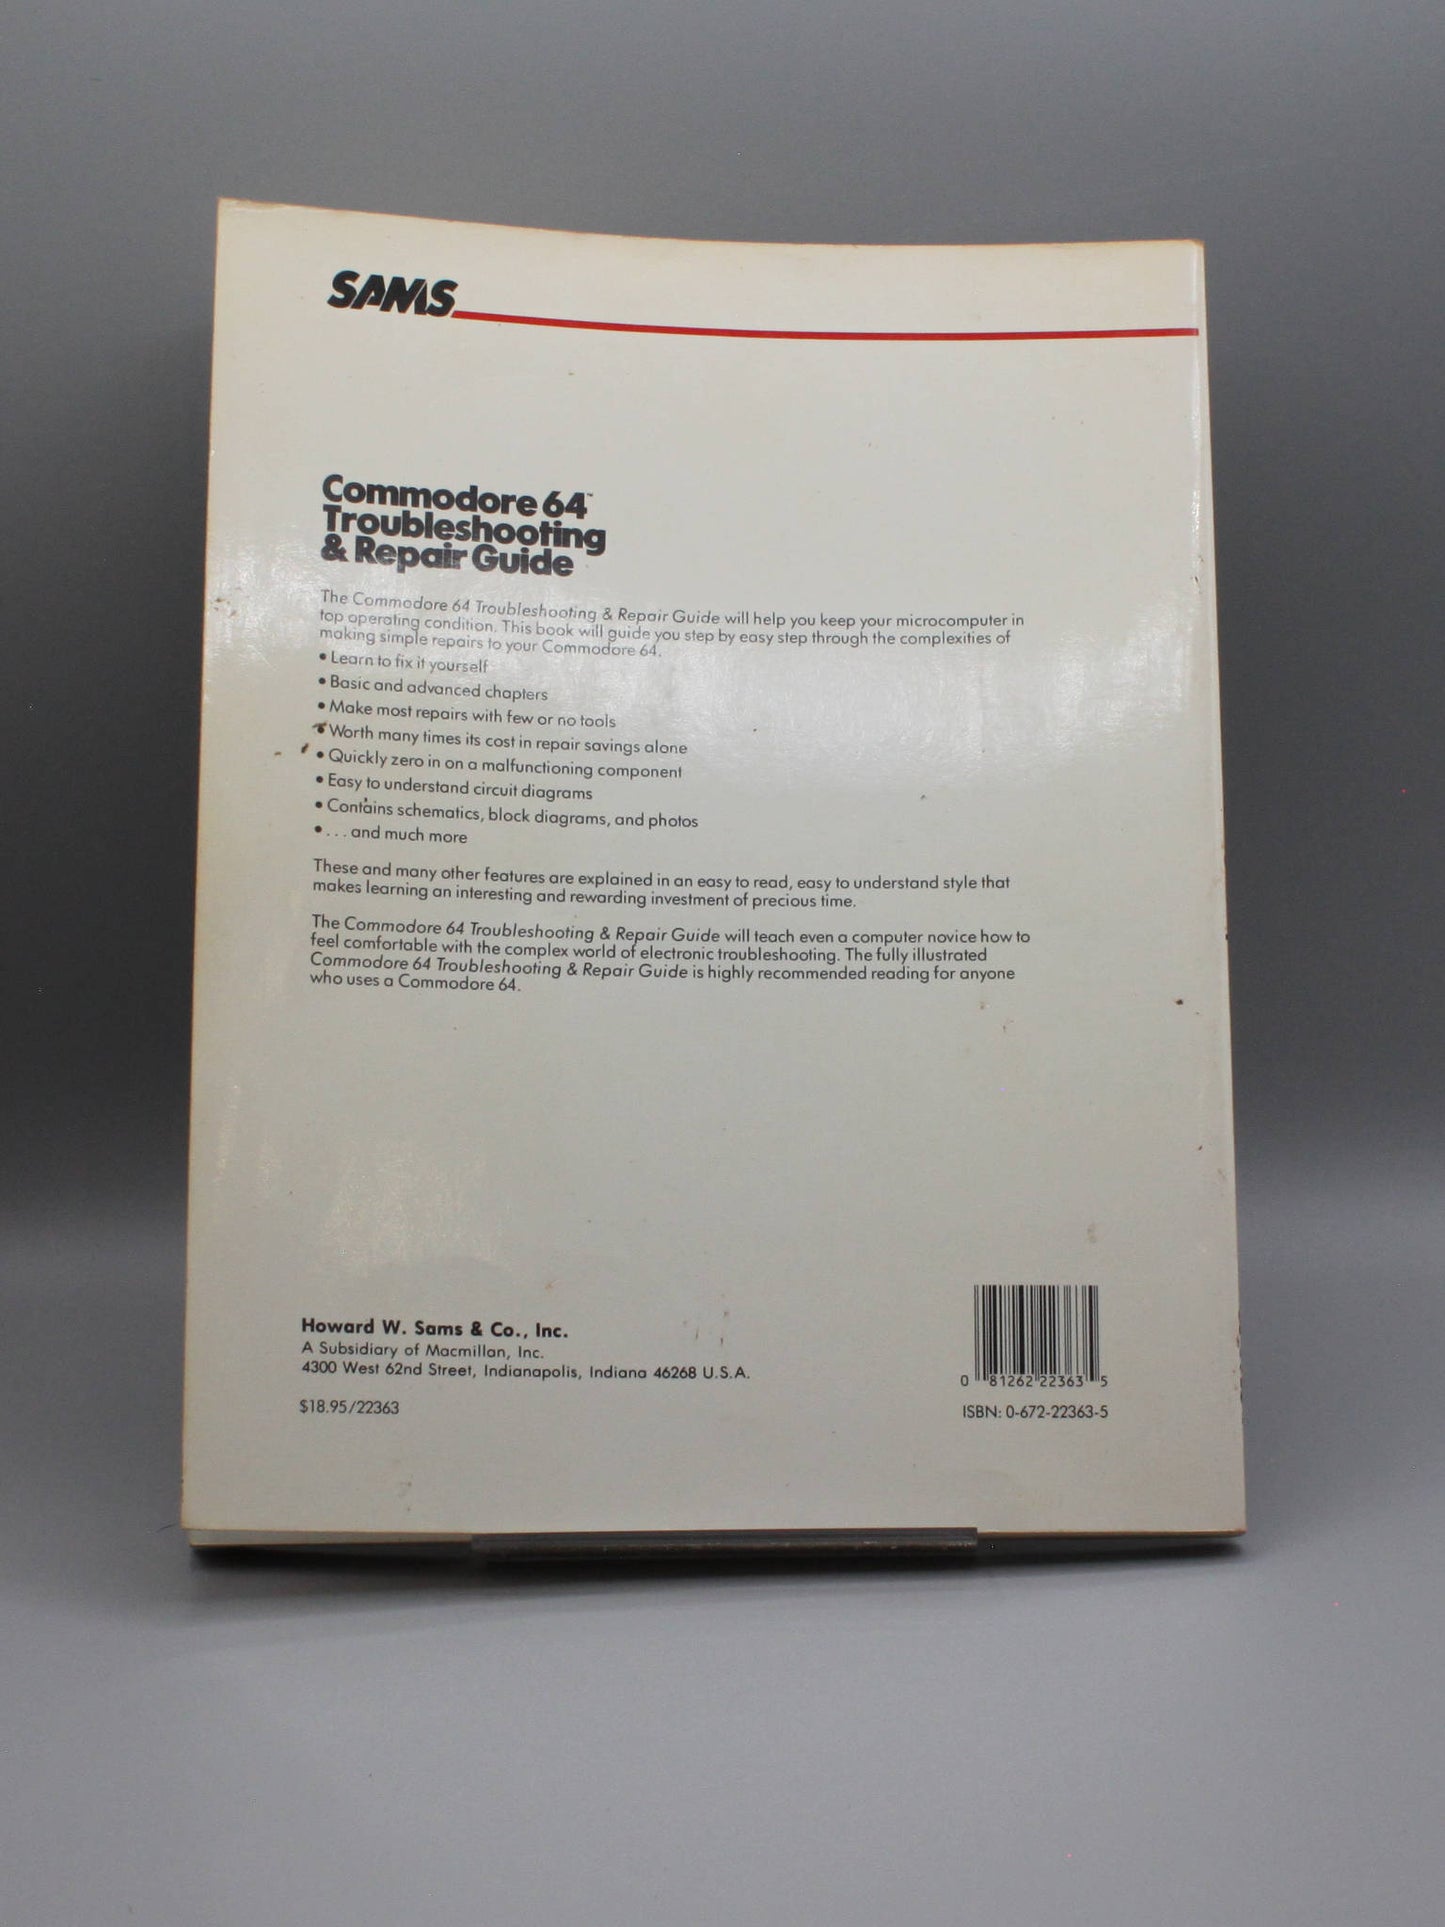 SAMS
Commodore 64™
Troubleshooting
& Repair Guide
The Commodore 64 Troubleshooting & Repair Guide will help you keep your microcomputer in
top operating condition. This book will guide you step by easy step through the complexities of
making simple repairs to your Commodore 64.
• Learn to fix it yourself
• Basic and advanced chapters
• Make most repairs with few or no tools
• Worth many times its cost in repair savings alone
• Quickly zero in on a malfunctioning component
• Easy to understand circuit diagrams
• Contains schematics, block diagrams, and photos
• . . . and much more
These and many other features are explained in an easy to read, easy to understand style that
makes learning an interesting and rewarding investment of precious time.
The Commodore 64 Troubleshooting & Repair Guide will teach even a computer novice how to
feel comfortable with the complex world of electronic troubleshooting. The fully illustrated
Commodore 64 Troubleshooting & Repair Guide is highly recommended reading for anyone
who uses a Commodore 64.
Howard W. Sams & Co., Inc.
A Subsidiary of Macmillan, Inc.
4300 West 62nd Street, Indianapolis, Indiana 46268 U.S.A.
$18.95/22363
0 81262 22363 5
ISBN: 0-672-22363-5